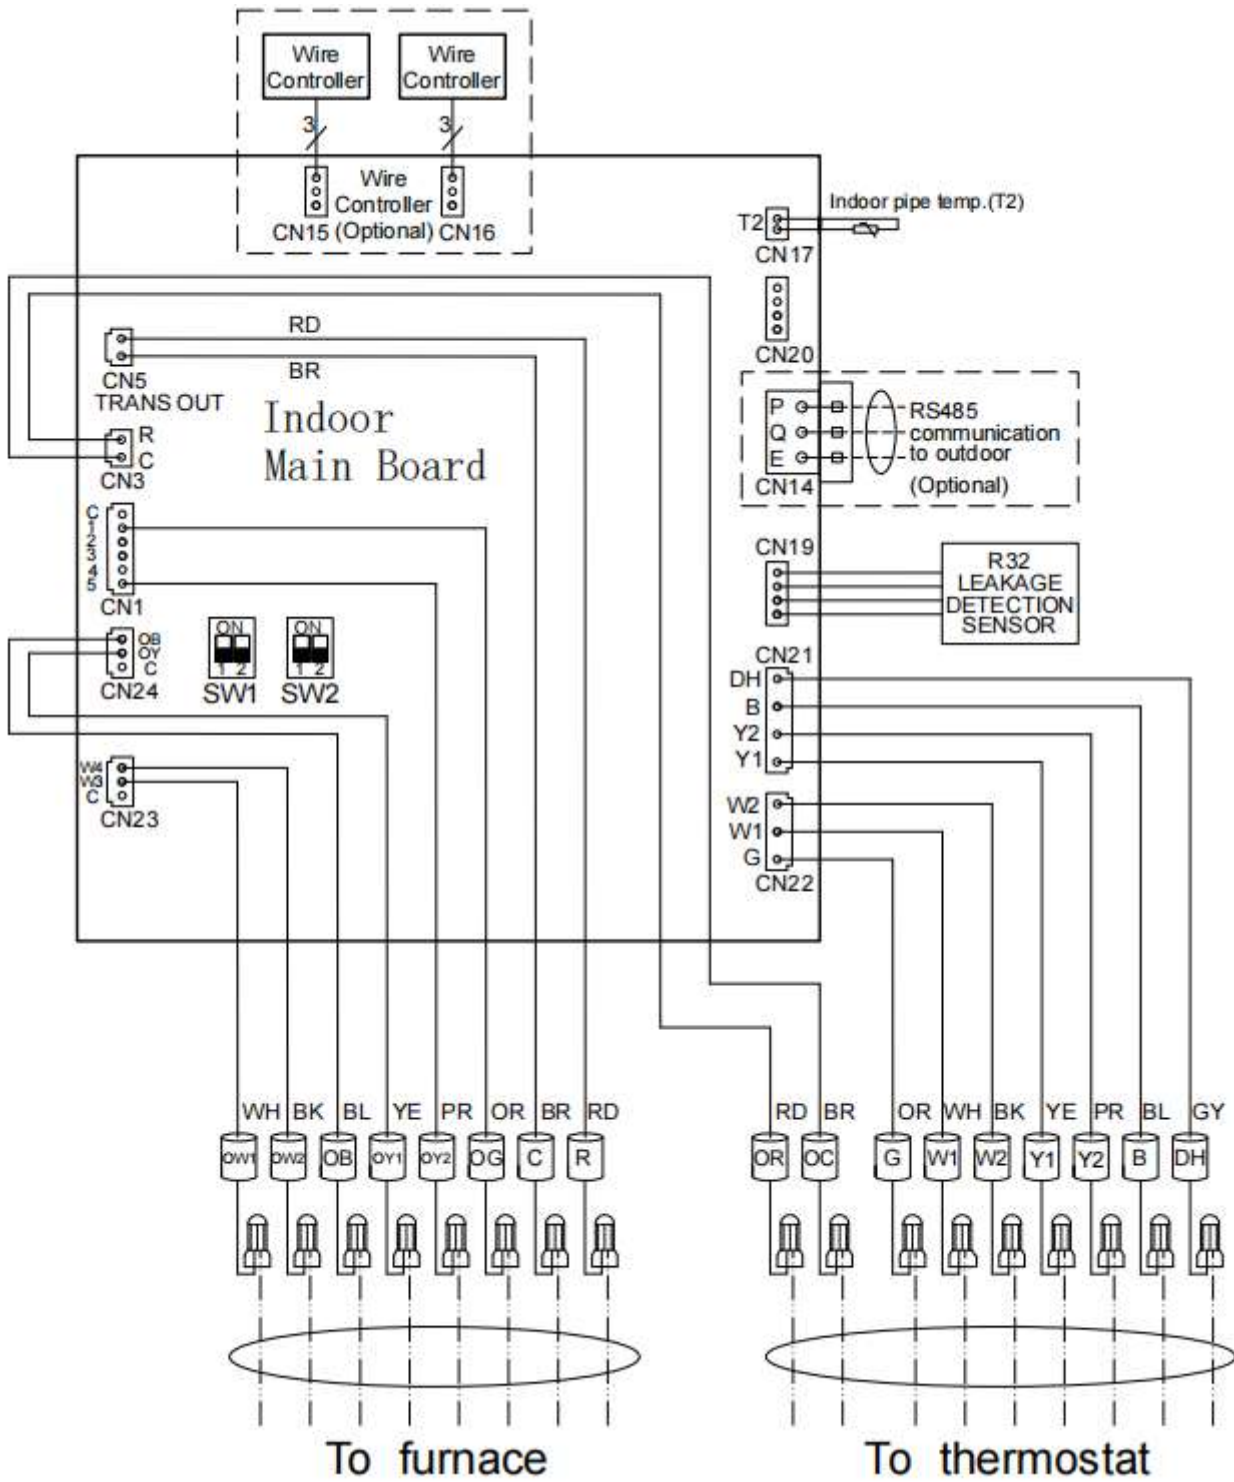 Wire
Controller
Wire
Controller
3
3
Wire
Controller
CN15 (Optional) CN16
T2
Indoor pipe temp.(T2)
CN17
CN20
RD
BR
CN5
TRANS OUT
Indoor
Main Board
R
C
CN3
P
Q
E
CN14
RS485
communication
to outdoor
(Optional)
C
1
2
3
4
5
CN1
CN19
R32
LEAKAGE
DETECTION
SENSOR
OB
OY
C
CN24
ON
1 2
SW1
ON
1 2
SW2
CN21
DH
B
Y2
Y1
W4
W3
C
CN23
W2
W1
G
CN22
WH BK BL YE PR OR BR RD
OW1 OW2 OB OY1 OY2 OG C R
RD BR OR WH BK YE PR BL GY
OR OC G W1 W2 Y1 Y2 B DH
To furnace
To thermostat